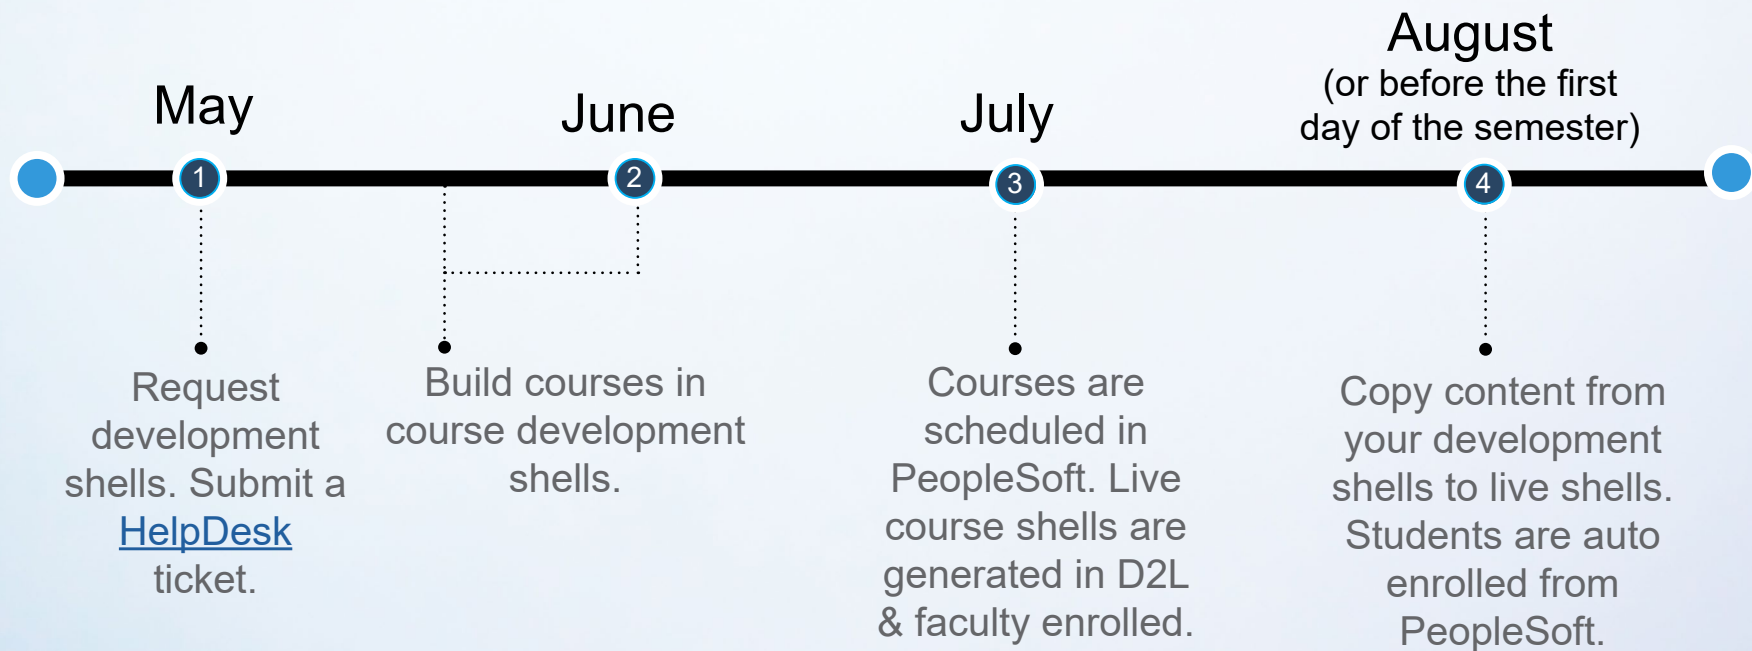 May
June
July
August
(or before the first
day of the semester)
1
2
3
4
Request
development
shells. Submit a
HelpDesk
ticket.
Build courses in
course development
shells.
Courses are
scheduled in
PeopleSoft. Live
course shells are
generated in D2L
& faculty enrolled.
Copy content from
your development
shells to live shells.
Students are auto
enrolled from
PeopleSoft.